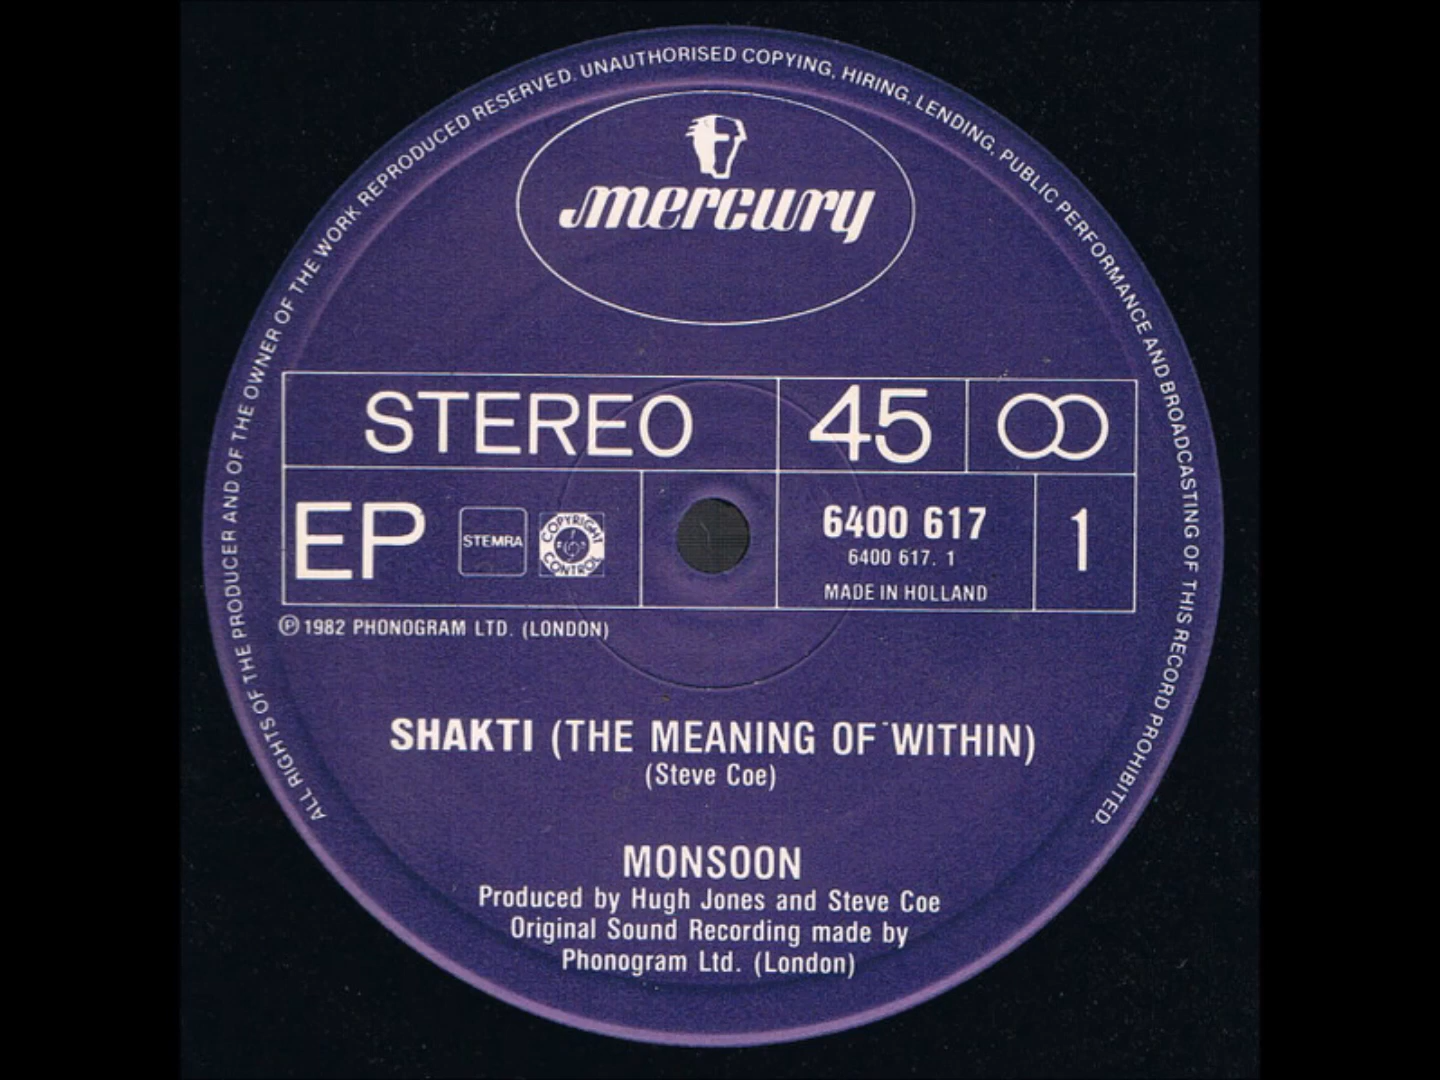 ALL RIGHTS OF THE PRODUCER AND OF THE OWNER OF THE WORK REPRODUCED RESERVED. UNAUTHORISED COPYING, HIRING, LENDING, PUBLIC PERFORMANCE AND BROADCASTING OF THIS RECORD PROHIBITED.
mercury
STEREO 45
EP STEMRA COPYRIGHT CONTROL 6400 617 1
6400 617. 1
MADE IN HOLLAND
Ⓟ 1982 PHONOGRAM LTD. (LONDON)
SHAKTI (THE MEANING OF WITHIN)
(Steve Coe)
MONSOON
Produced by Hugh Jones and Steve Coe
Original Sound Recording made by
Phonogram Ltd. (London)